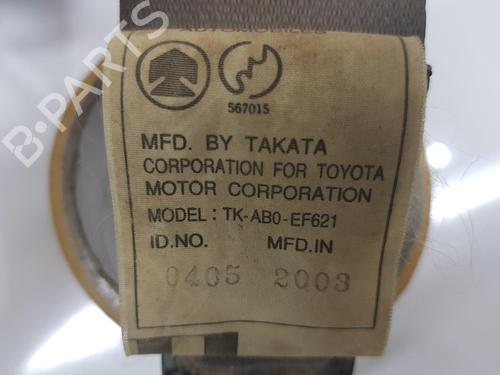 567015
MFD. BY TAKATA
CORPORATION FOR TOYOTA
MOTOR CORPORATION
MODEL: TK-AB0-EF621
ID.NO. MFD.IN
0405 2003
B-PARTS